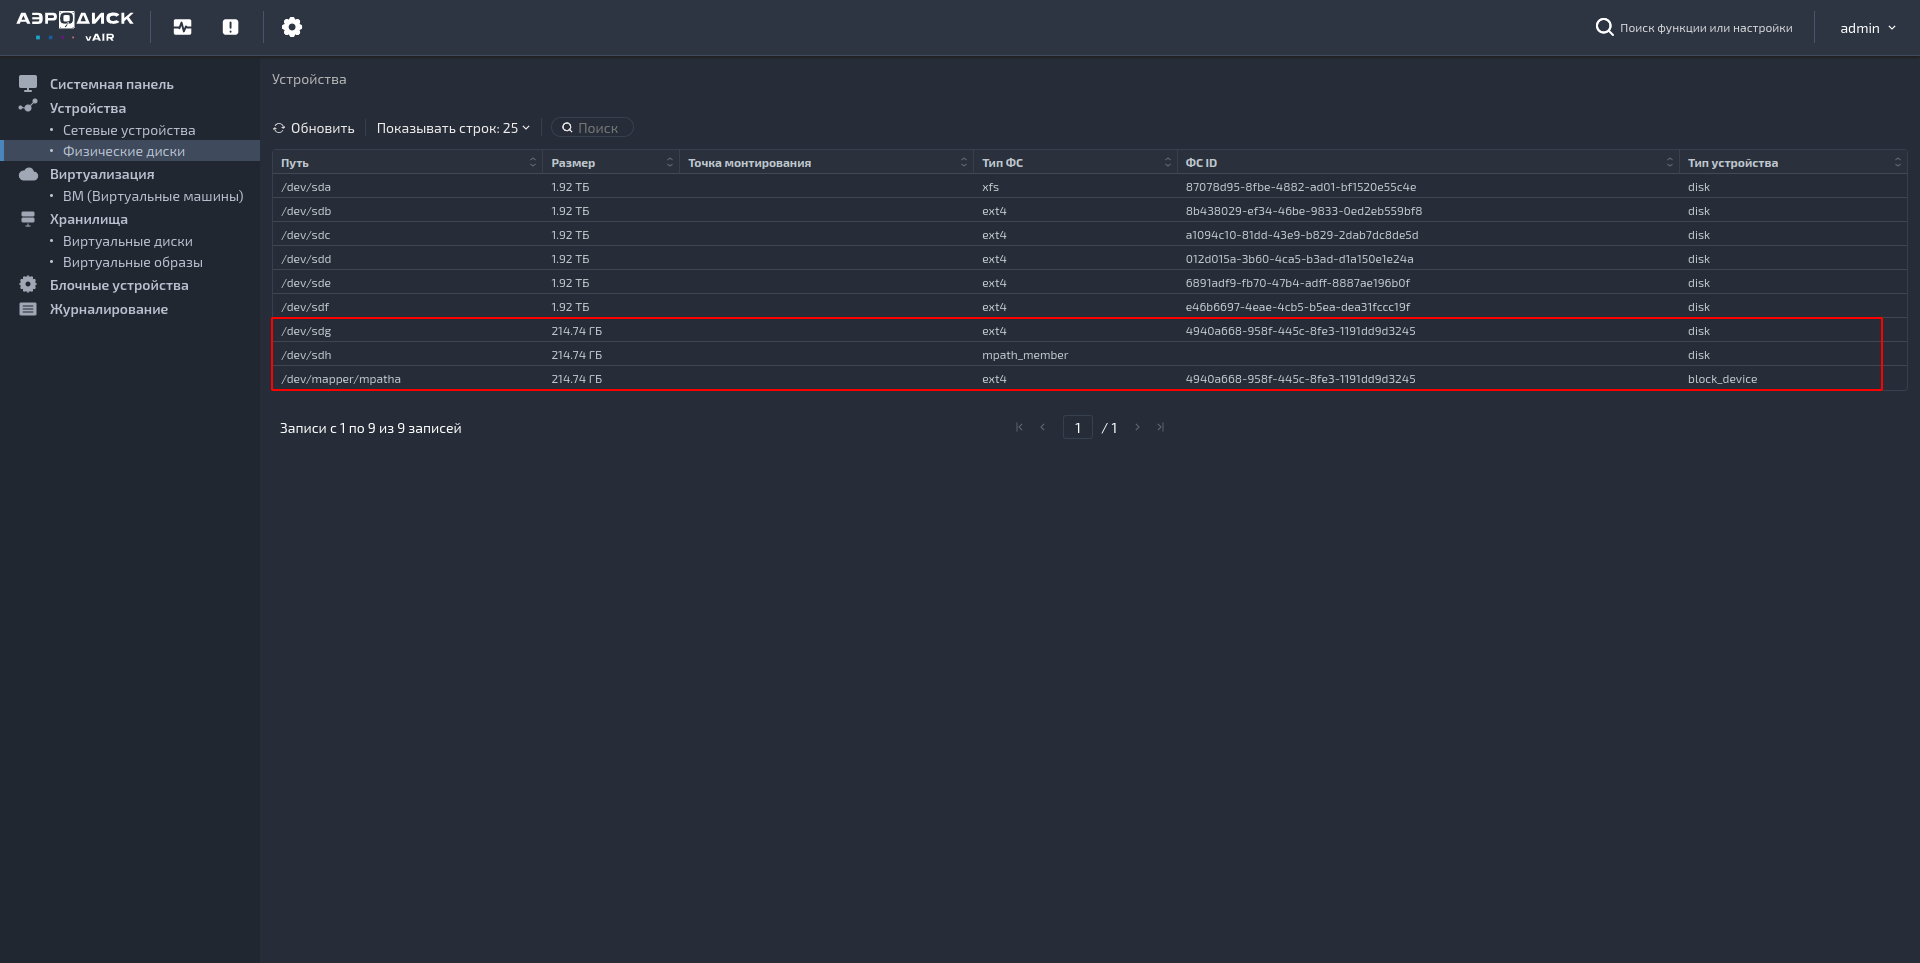 АЭРОДИСК
vAIR
Поиск функции или настройки
admin
Системная панель
Устройства
Сетевые устройства
Физические диски
Виртуализация
ВМ (Виртуальные машины)
Хранилища
Виртуальные диски
Виртуальные образы
Блочные устройства
Журналирование
Устройства
Обновить Показывать строк: 25 Поиск
Путь Размер Точка монтирования Тип ФС ФС ID Тип устройства
/dev/sda 1.92 ТБ xfs 87078d95-8fbe-4882-ad01-bf1520e55c4e disk
/dev/sdb 1.92 ТБ ext4 8b438029-ef34-46be-9833-0ed2eb559bf8 disk
/dev/sdc 1.92 ТБ ext4 a1094c10-81dd-43e9-b829-2dab7dc8de5d disk
/dev/sdd 1.92 ТБ ext4 012d015a-3b60-4ca5-b3ad-d1a150e1e24a disk
/dev/sde 1.92 ТБ ext4 6891adf9-fb70-47b4-adff-8887ae196b0f disk
/dev/sdf 1.92 ТБ ext4 e46b6697-4eae-4cb5-b5ea-dea31fccc19f disk
/dev/sdg 214.74 ГБ ext4 4940a668-958f-445c-8fe3-1191dd9d3245 disk
/dev/sdh 214.74 ГБ mpath_member disk
/dev/mapper/mpatha 214.74 ГБ ext4 4940a668-958f-445c-8fe3-1191dd9d3245 block_device
Записи с 1 по 9 из 9 записей 1 / 1